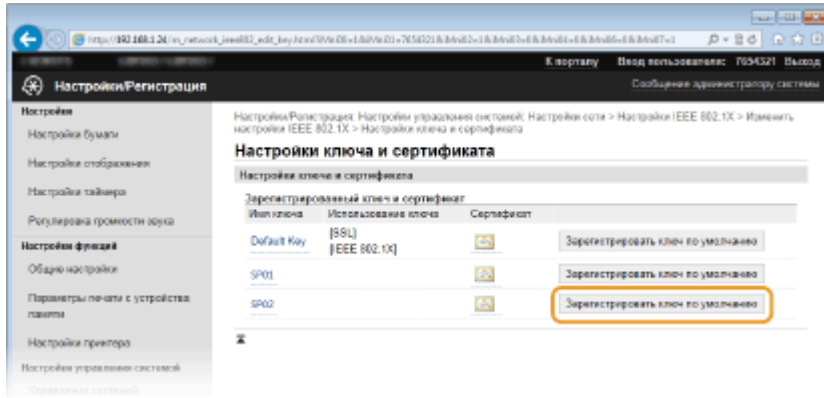 К порталу Вход пользователем: 7654321 Выход
Настройки/Регистрация
Сообщение администратору системы
Настройки
Настройки бумаги
Настройки отображения
Настройки таймера
Регулировка громкости звука
Настройки функций
Общие настройки
Параметры печати с устройства
памяти
Настройки принтера
Настройки управления системой
Управление системой
Настройки/Регистрация: Настройки управления системой: Настройки сети > Настройки IEEE 802.1X > Изменить
настройки IEEE 802.1X > Настройки ключа и сертификата
Настройки ключа и сертификата
Настройки ключа и сертификата
Зарегистрированный ключ и сертификат
Имя ключа Использование ключа Сертификат
Default Key [SSL]
[IEEE 802.1X]
Зарегистрировать ключ по умолчанию
SP01 Зарегистрировать ключ по умолчанию
SP02 Зарегистрировать ключ по умолчанию